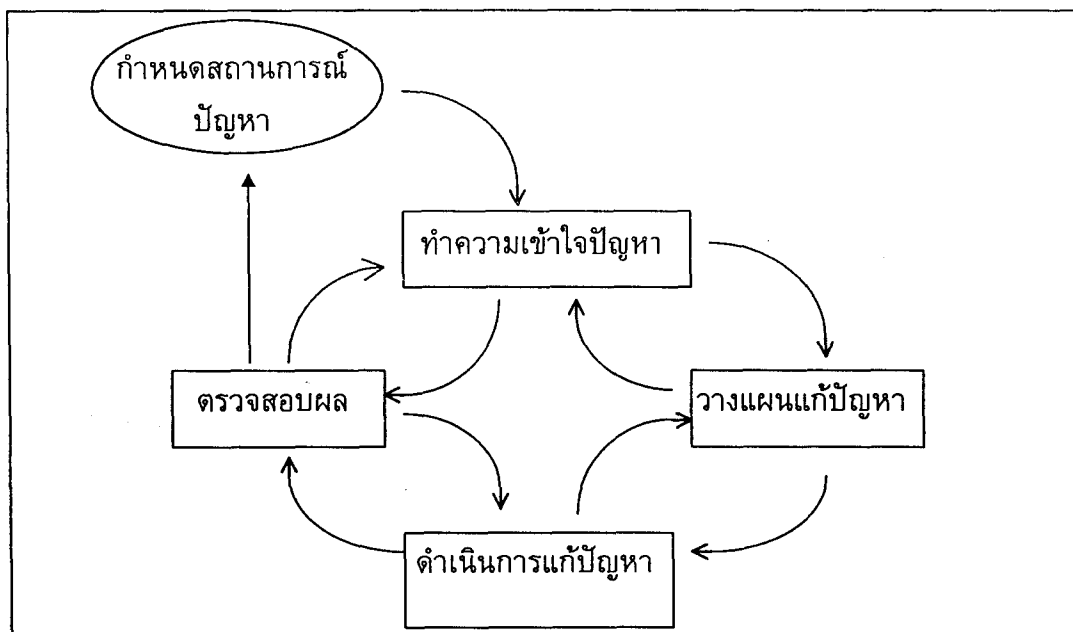 กำหนดสถานการณ์
ปัญหา
ทำความเข้าใจปัญหา
ตรวจสอบผล
วางแผนแก้ปัญหา
ดำเนินการแก้ปัญหา